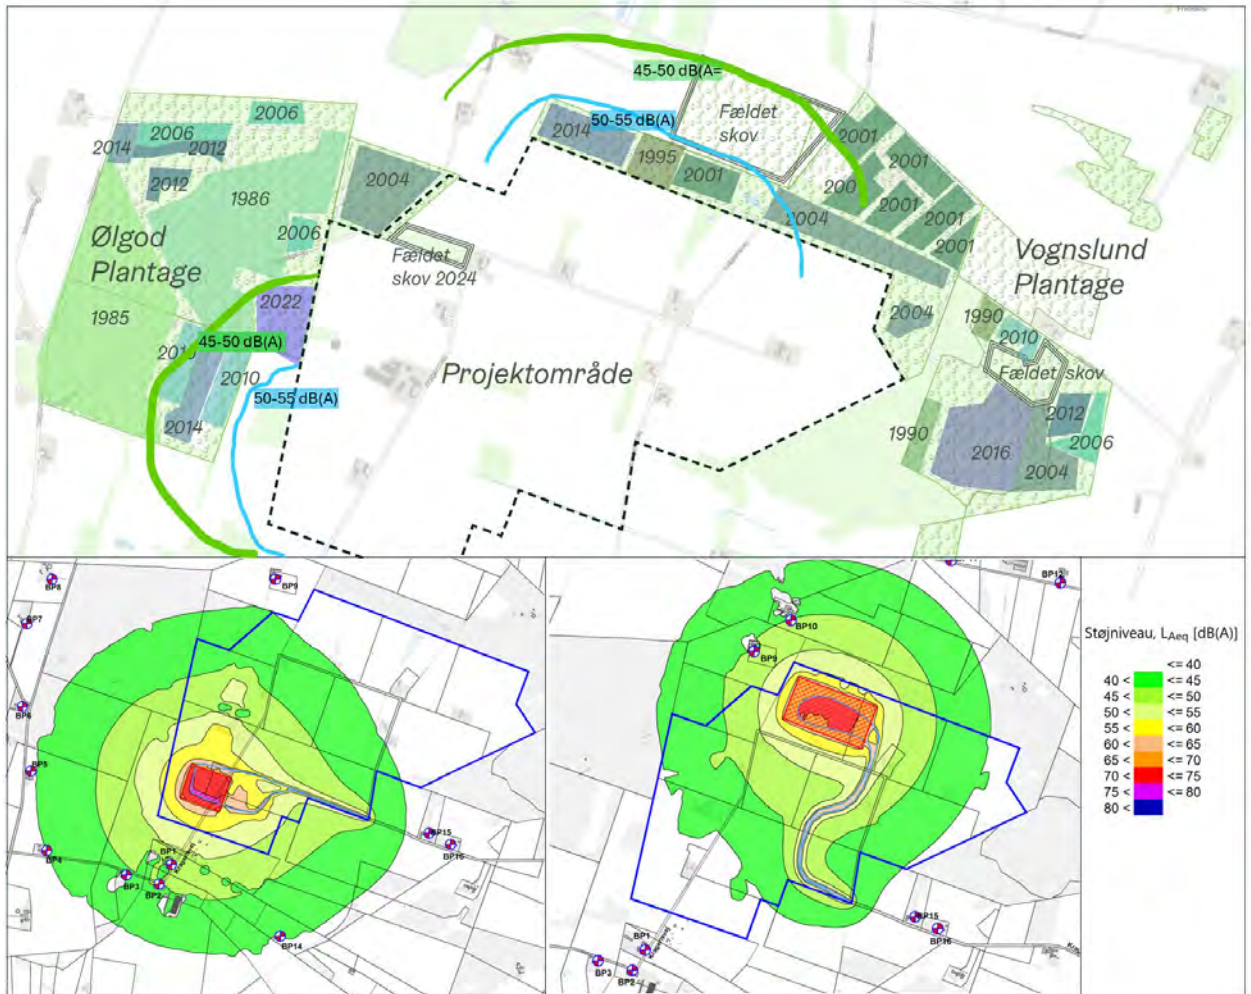 45-50 dB(A=
50-55 dB(A)
Fældet
skov
2006
2006
2014
2012
2012
1986
2004
2014
1995
2001
2001
2001
200
2001
2001
2001
2004
Ølgod
Plantage
2006
Fældet
skov 2024
Vognslund
Plantage
2022
1985
45-50 dB(A)
2010
50-55 dB(A)
2014
Projektområde
2004
1990
2010
Fældet skov
2012
1990
2006
2016
2004
BP8
BP9
BP7
BP6
BP5
BP4
BP1
BP3
BP2
BP14
BP15
BP16
BP12
BP10
BP9
BP15
BP16
BP1
BP3
BP2
Støjniveau, LAeq [dB(A)]
<= 40
40 < <= 45
45 < <= 50
50 < <= 55
55 < <= 60
60 < <= 65
65 < <= 70
70 < <= 75
75 < <= 80
80 <